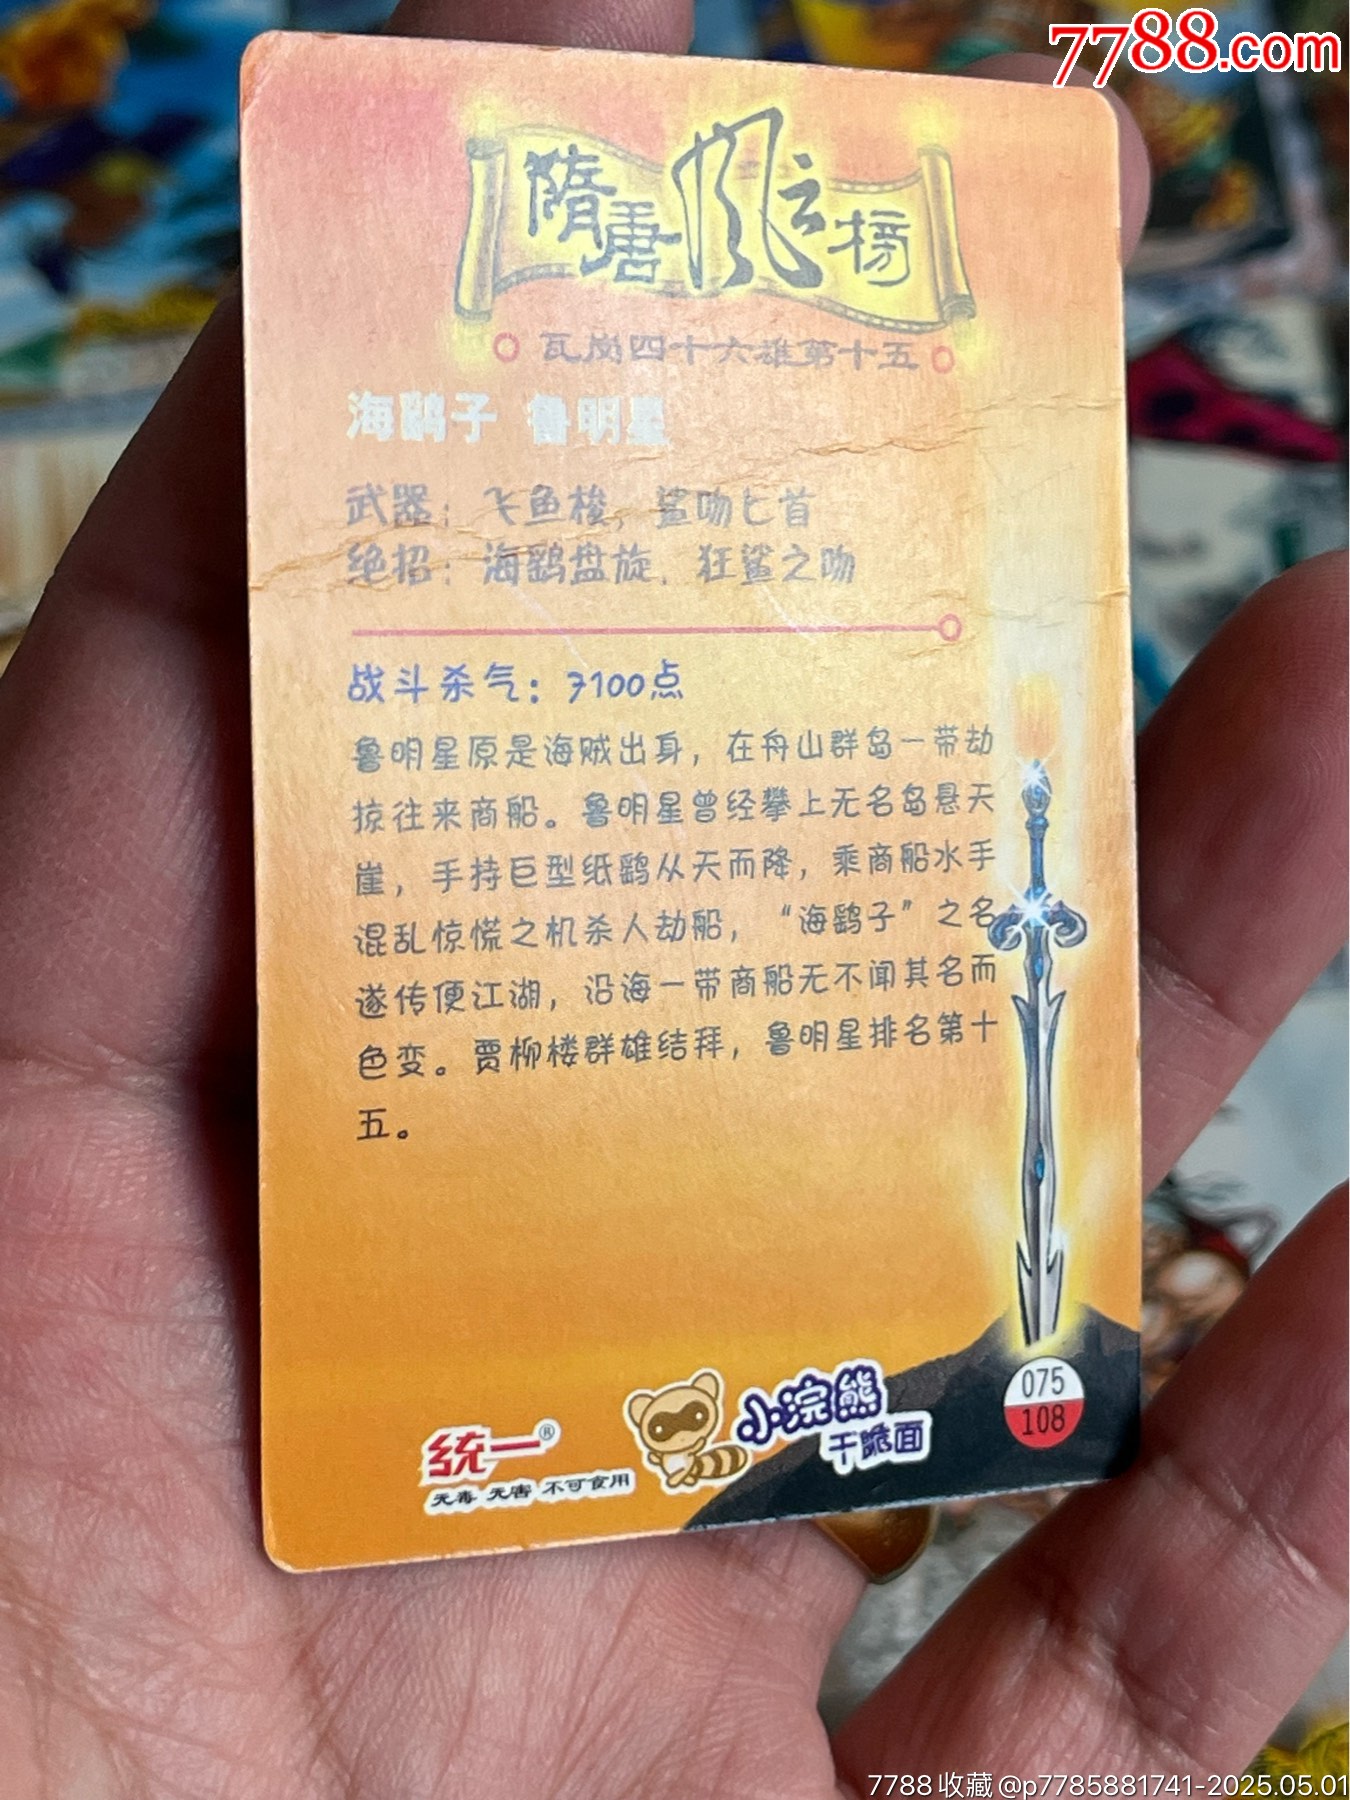 7788.com
隋唐风云榜
瓦岗四十六雄第十五
海鹞子 鲁明星
武器：飞鱼梭，鲨吻匕首
绝招：海鹞盘旋、狂鲨之吻
战斗杀气：7100点
鲁明星原是海贼出身，在舟山群岛一带劫
掠往来商船。鲁明星曾经攀上无名岛悬天
崖，手持巨型纸鹞从天而降，乘商船水手
混乱惊慌之机杀人劫船，“海鹞子”之名
遂传便江湖，沿海一带商船无不闻其名而
色变。贾柳楼群雄结拜，鲁明星排名第十
五。
075
108
小浣熊
干脆面
统一®
无毒 无害 不可食用
7788收藏@p7785881741-2025.05.01